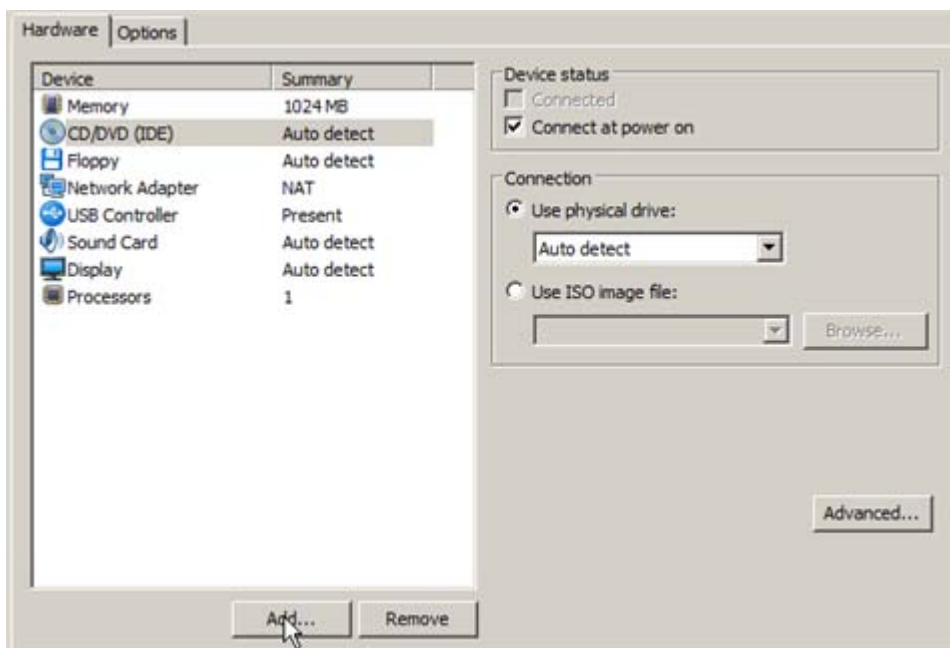 Hardware Options
Device Summary
Memory 1024 MB
CD/DVD (IDE) Auto detect
Floppy Auto detect
Network Adapter NAT
USB Controller Present
Sound Card Auto detect
Display Auto detect
Processors 1
Add... Remove
Device status
Connected
Connect at power on
Connection
Use physical drive:
Auto detect
Use ISO image file:
Browse...
Advanced...